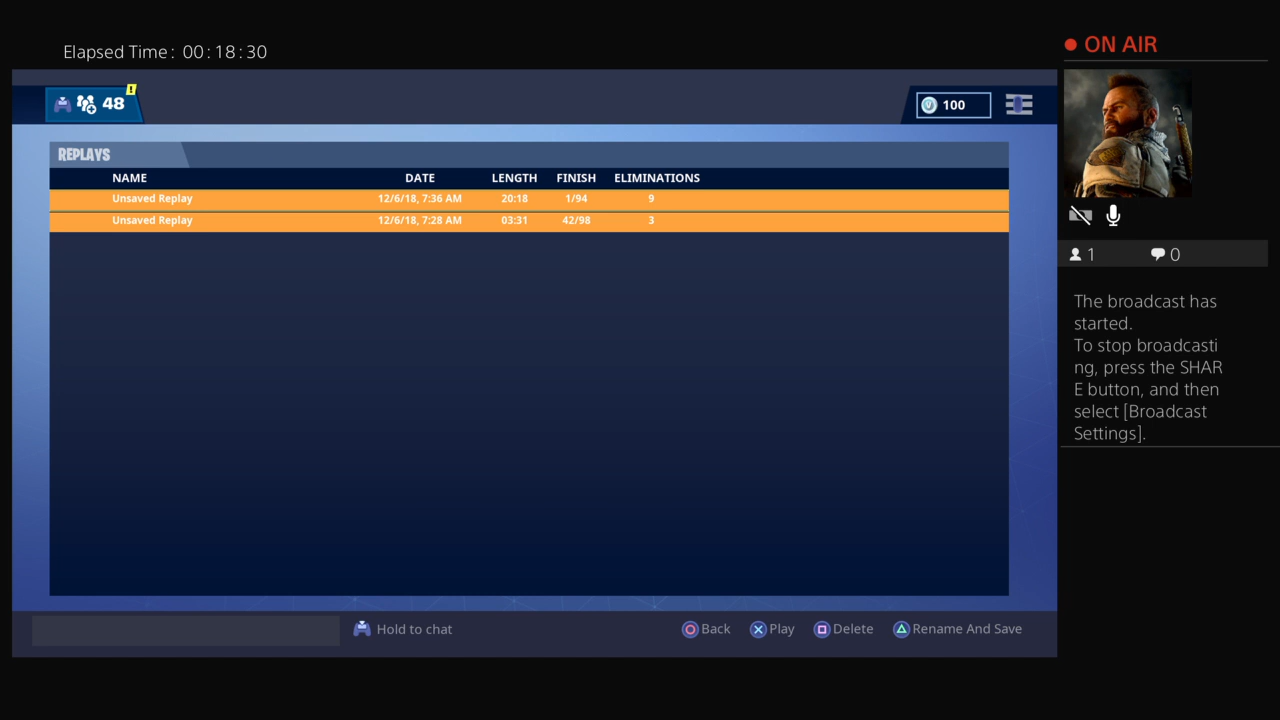 Elapsed Time: 00:18:30
ON AIR
! 48
V 100
REPLAYS
NAME DATE LENGTH FINISH ELIMINATIONS
Unsaved Replay 12/6/18, 7:36 AM 20:18 1/94 9
Unsaved Replay 12/6/18, 7:28 AM 03:31 42/98 3
1 0
The broadcast has
started.
To stop broadcasti
ng, press the SHAR
E button, and then
select [Broadcast
Settings].
Hold to chat Back Play Delete Rename And Save